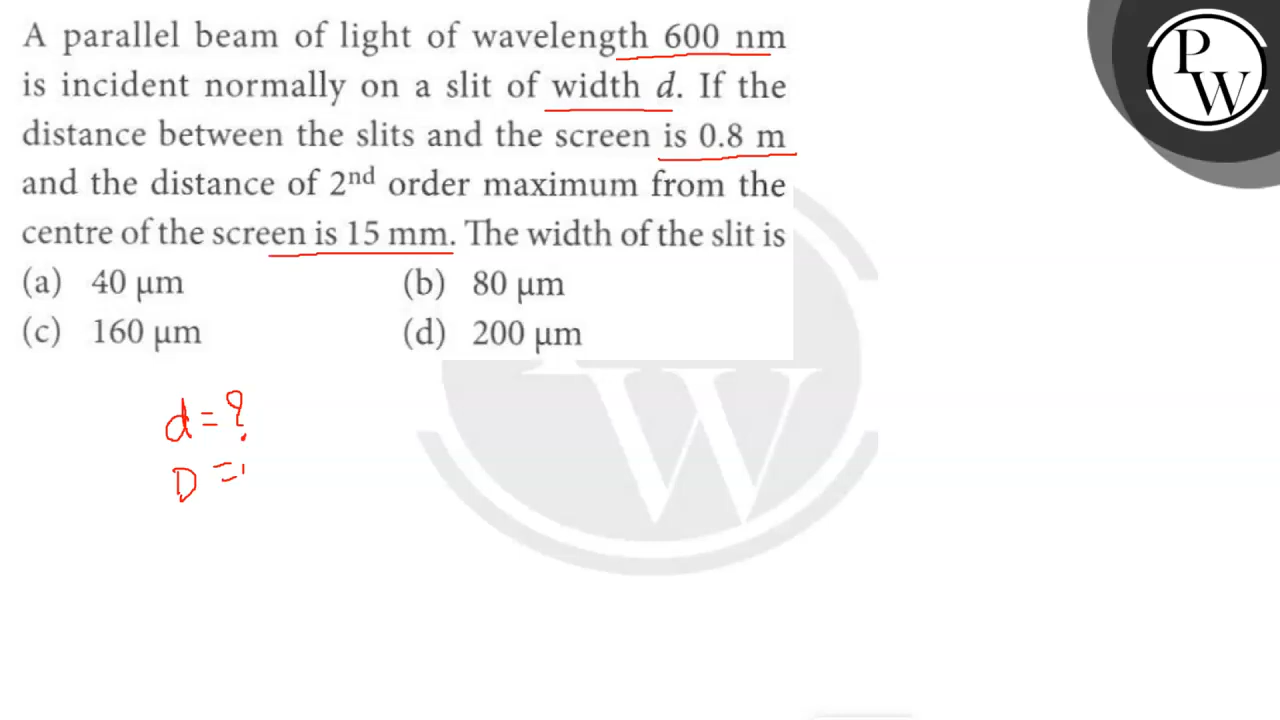 A parallel beam of light of wavelength 600 nm
is incident normally on a slit of width d. If the
distance between the slits and the screen is 0.8 m
and the distance of 2nd order maximum from the
centre of the screen is 15 mm. The width of the slit is
(a) 40 μm (b) 80 μm
(c) 160 μm (d) 200 μm
d = ?
D =
P
W